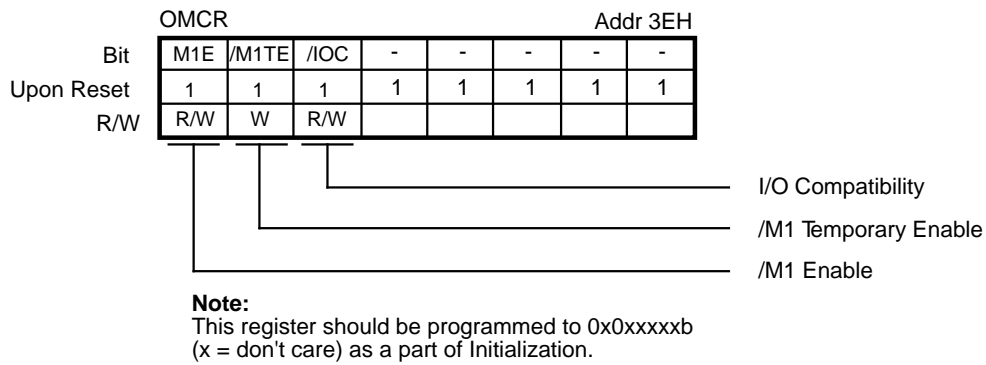 OMCR Addr 3EH
Bit M1E /M1TE /IOC - - - - -
Upon Reset 1 1 1 1 1 1 1 1
R/W R/W W R/W
I/O Compatibility
/M1 Temporary Enable
/M1 Enable
Note:
This register should be programmed to 0x0xxxxxb
(x = don't care) as a part of Initialization.